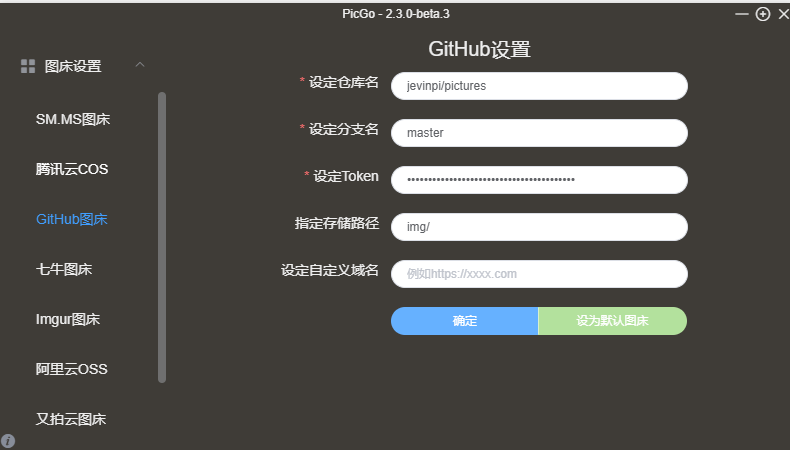 PicGo - 2.3.0-beta.3
图床设置
SM.MS图床
腾讯云COS
GitHub图床
七牛图床
Imgur图床
阿里云OSS
又拍云图床
GitHub设置
* 设定仓库名
jevinpi/pictures
* 设定分支名
master
* 设定Token
指定存储路径
img/
设定自定义域名
例如https://xxxx.com
确定
设为默认图床